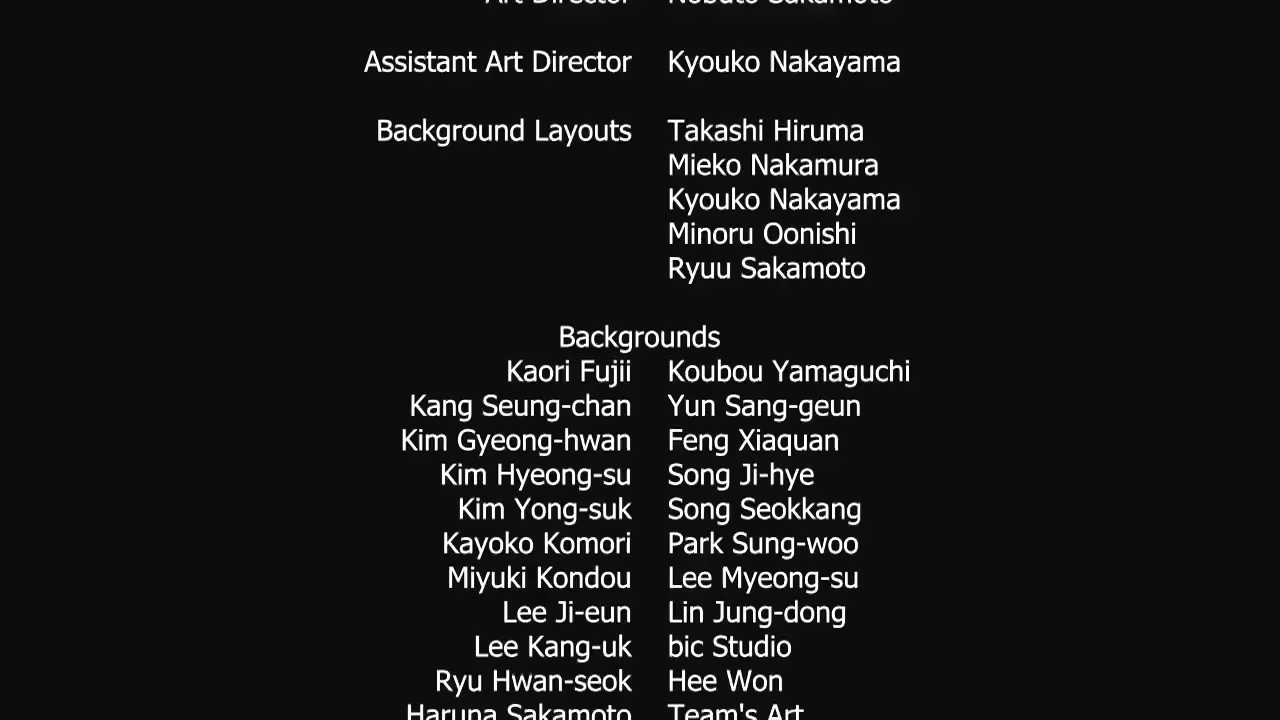 Art Director Nobuto Sakamoto
Assistant Art Director Kyouko Nakayama
Background Layouts Takashi Hiruma
Mieko Nakamura
Kyouko Nakayama
Minoru Oonishi
Ryuu Sakamoto
Backgrounds
Kaori Fujii Koubou Yamaguchi
Kang Seung-chan Yun Sang-geun
Kim Gyeong-hwan Feng Xiaquan
Kim Hyeong-su Song Ji-hye
Kim Yong-suk Song Seokkang
Kayoko Komori Park Sung-woo
Miyuki Kondou Lee Myeong-su
Lee Ji-eun Lin Jung-dong
Lee Kang-uk bic Studio
Ryu Hwan-seok Hee Won
Haruna Sakamoto Team's Art